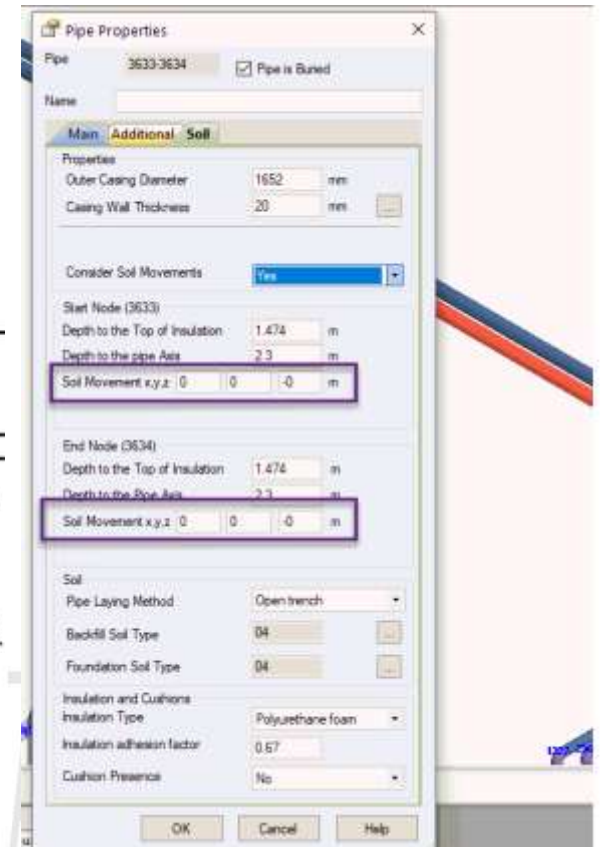 Pipe Properties
Pipe 3633-3634 Pipe is Buried
Name
Main Additional Soil
Properties
Outer Casing Diameter 1652 mm
Casing Wall Thickness 20 mm ...
Consider Soil Movements Yes
Start Node (3633)
Depth to the Top of Insulation 1.474 m
Depth to the pipe Axis 2.3 m
Soil Movement x,y,z 0 0 -0 m
End Node (3634)
Depth to the Top of Insulation 1.474 m
Depth to the Pipe Axis 2.3 m
Soil Movement x,y,z 0 0 -0 m
Soil
Pipe Laying Method Open trench
Backfill Soil Type 04 ...
Foundation Soil Type 04 ...
Insulation and Cushions
Insulation Type Polyurethane foam
Insulation adhesion factor 0.67
Cushion Presence No
OK Cancel Help